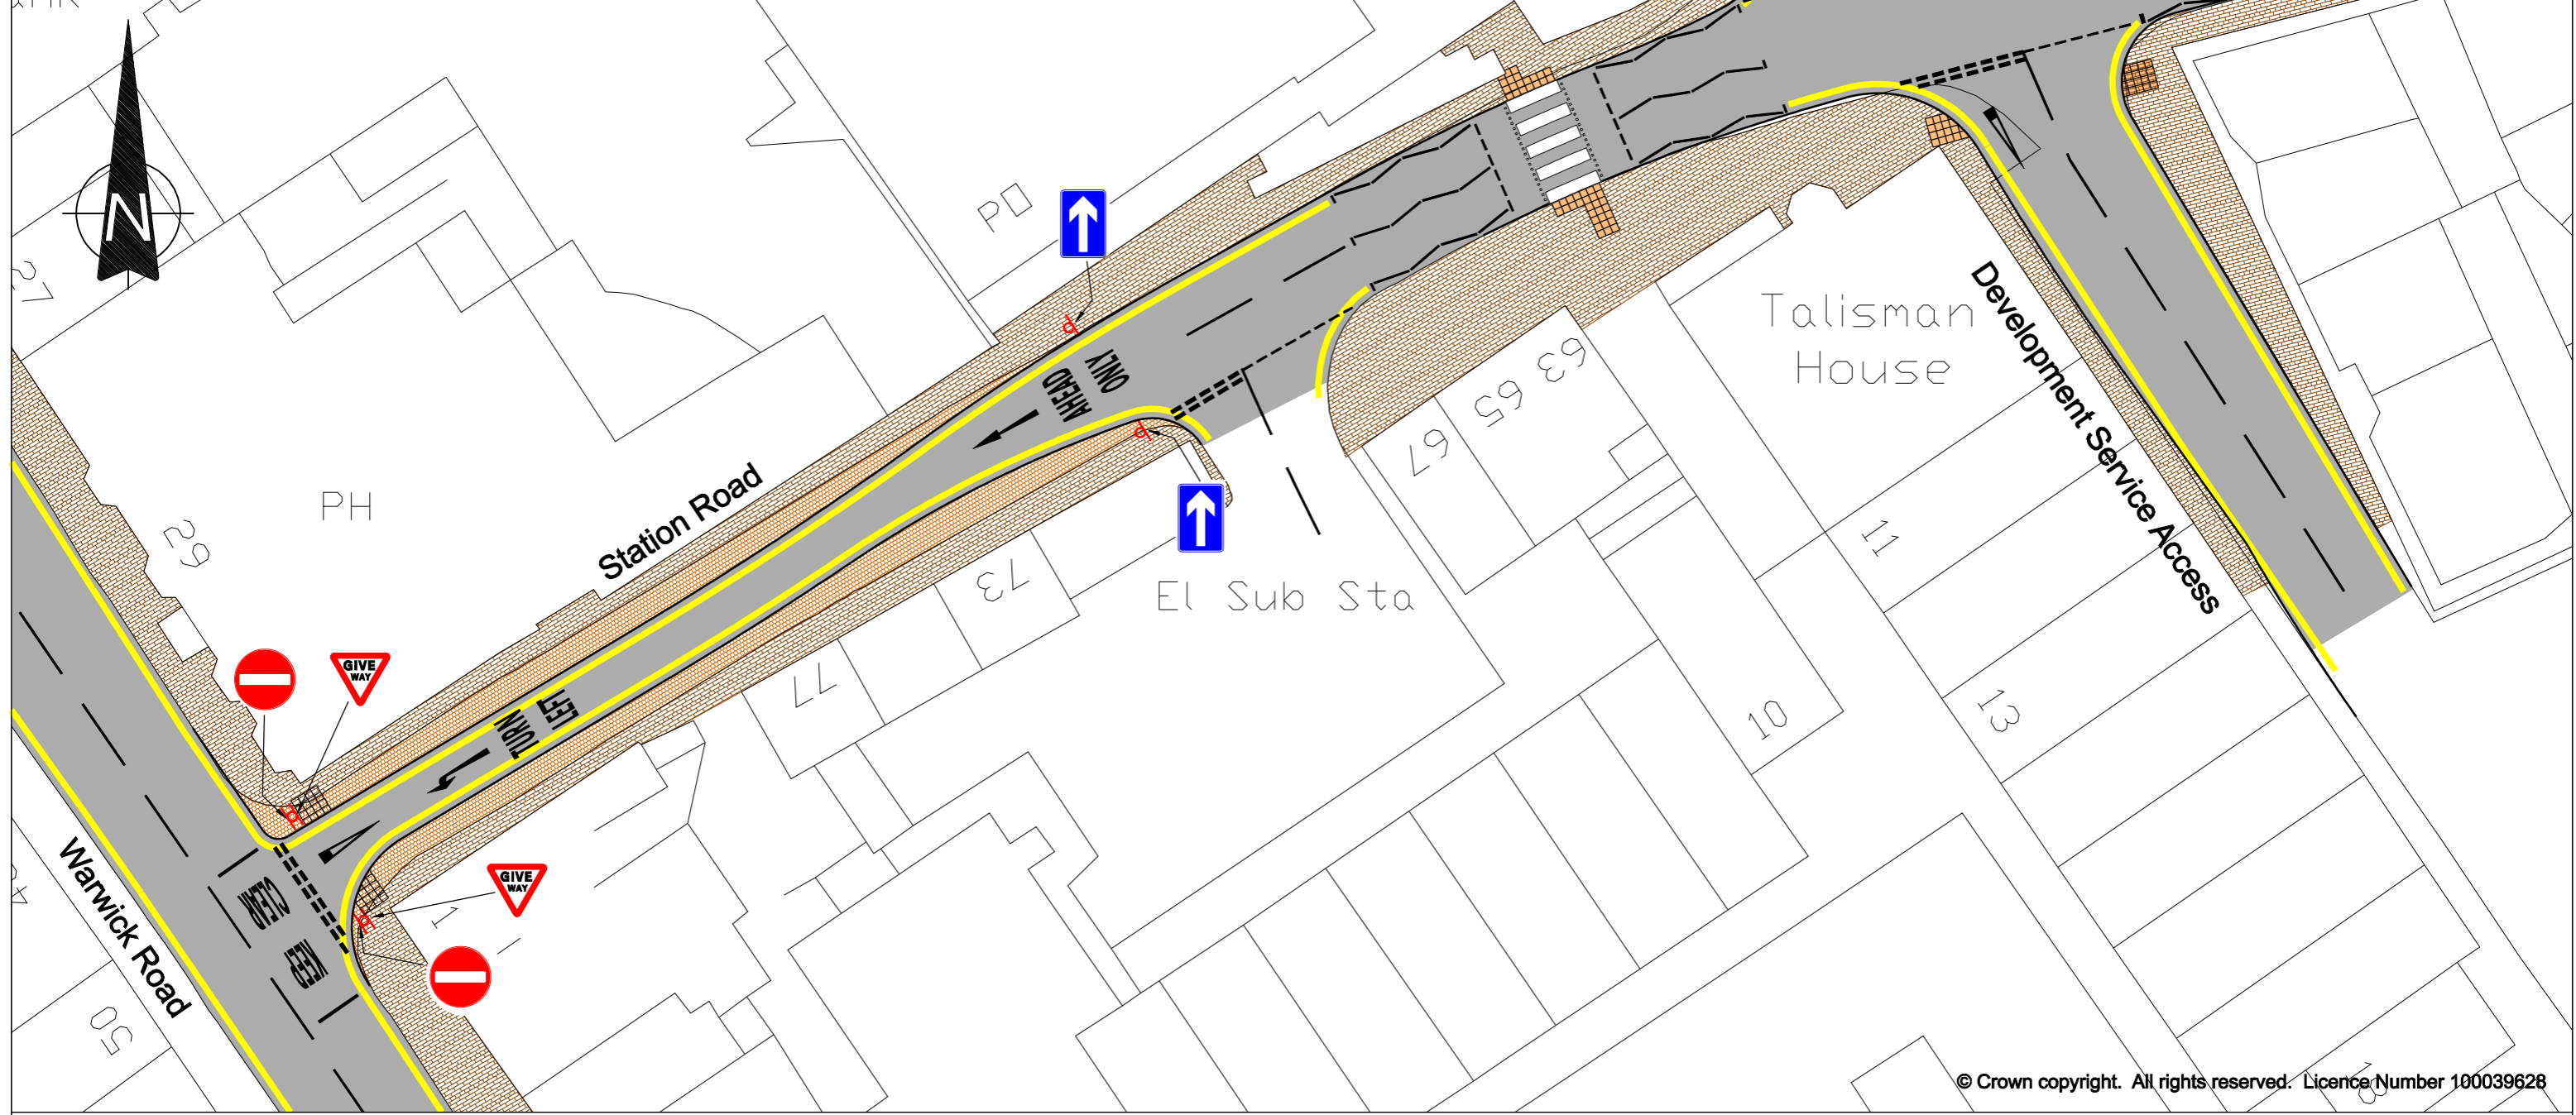 N
PO
AHEAD
ONLY
Talisman
House
63
65
67
Development Service Access
Station Road
PH
29
73
El Sub Sta
77
11
13
10
TURN
LEFT
GIVE
WAY
GIVE
WAY
CLEAR
KEEP
Warwick Road
1
50
© Crown copyright. All rights reserved. Licence Number 100039628